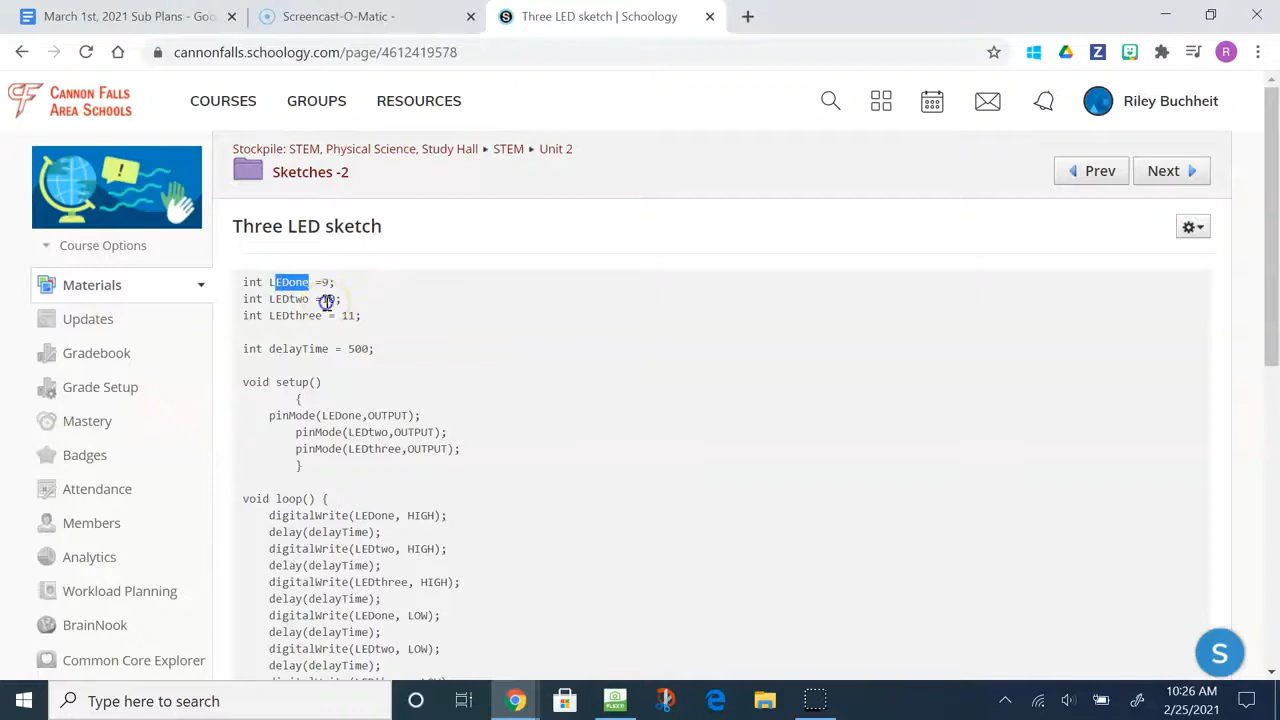 March 1st, 2021 Sub Plans - Goo
Screencast-O-Matic -
Three LED sketch | Schoology
cannonfalls.schoology.com/page/4612419578
Z
R
CF
CANNON FALLS
AREA SCHOOLS
COURSES
GROUPS
RESOURCES
Riley Buchheit
Stockpile: STEM, Physical Science, Study Hall ▸ STEM ▸ Unit 2
Sketches -2
Prev
Next
Three LED sketch
Course Options
Materials
Updates
Gradebook
Grade Setup
Mastery
Badges
Attendance
Members
Analytics
Workload Planning
BrainNook
Common Core Explorer
int LEDone =9;
int LEDtwo =
int LEDthree = 11;
int delayTime = 500;
void setup()
{
pinMode(LEDone,OUTPUT);
pinMode(LEDtwo,OUTPUT);
pinMode(LEDthree,OUTPUT);
}
void loop() {
digitalWrite(LEDone, HIGH);
delay(delayTime);
digitalWrite(LEDtwo, HIGH);
delay(delayTime);
digitalWrite(LEDthree, HIGH);
delay(delayTime);
digitalWrite(LEDone, LOW);
delay(delayTime);
digitalWrite(LEDtwo, LOW);
delay(delayTime);
S
Type here to search
10:26 AM
2/25/2021